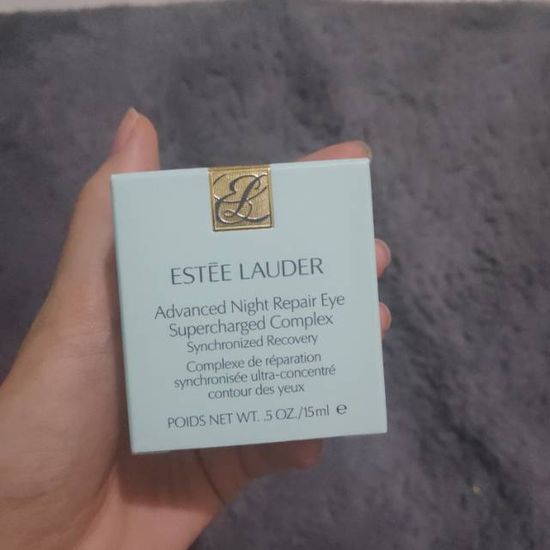 EL
ESTĒE LAUDER
Advanced Night Repair Eye
Supercharged Complex
Synchronized Recovery
Complexe de réparation
synchronisée ultra-concentré
contour des yeux
POIDS NET WT. .5 OZ./15ml e